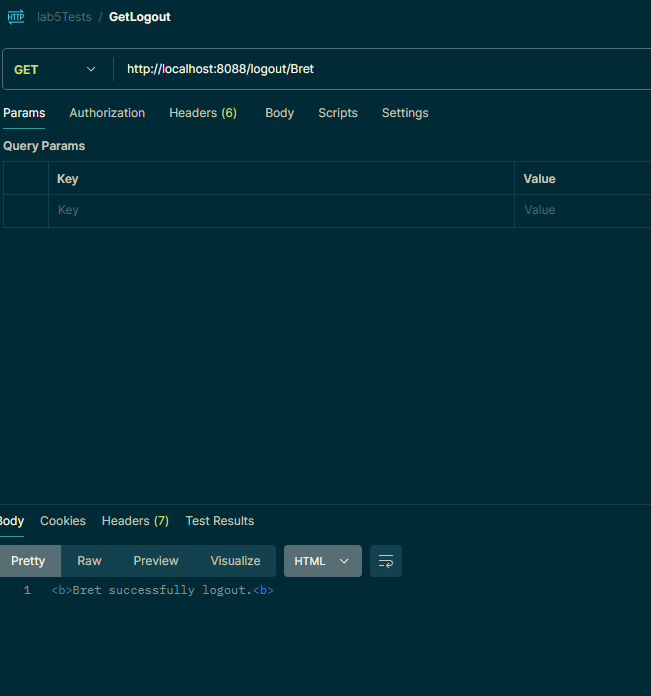 HTTP lab5Tests / GetLogout
GET http://localhost:8088/logout/Bret
Params Authorization Headers (6) Body Scripts Settings
Query Params
Key Value
Key Value
Body Cookies Headers (7) Test Results
Pretty Raw Preview Visualize HTML
1 <b>Bret successfully logout.<b>